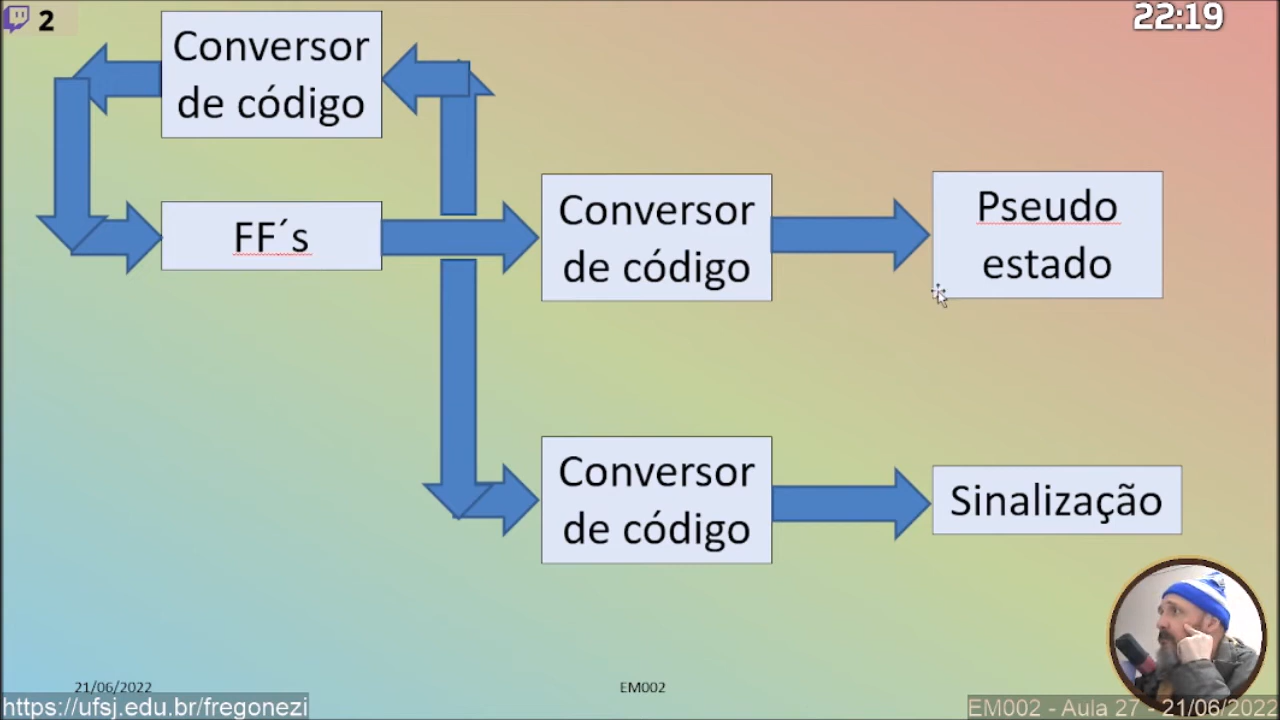 2
22:19
Conversor
de código
FF´s
Conversor
de código
Pseudo
estado
Conversor
de código
Sinalização
21/06/2022
EM002
https://ufsj.edu.br/fregonezi
EM002 - Aula 27 - 21/06/2022